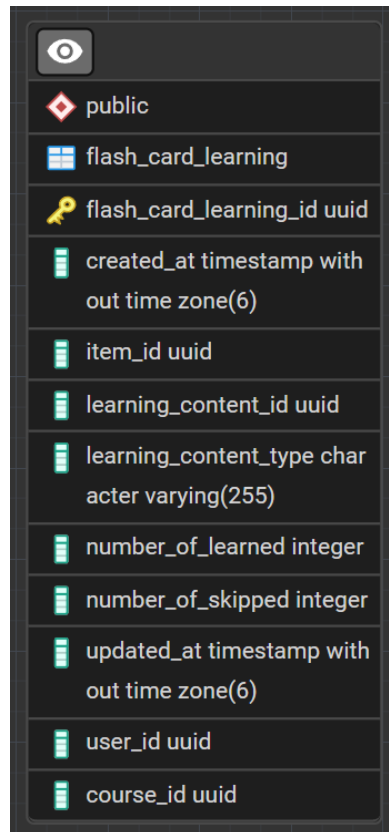 public
flash_card_learning
flash_card_learning_id uuid
created_at timestamp with
out time zone(6)
item_id uuid
learning_content_id uuid
learning_content_type char
acter varying(255)
number_of_learned integer
number_of_skipped integer
updated_at timestamp with
out time zone(6)
user_id uuid
course_id uuid